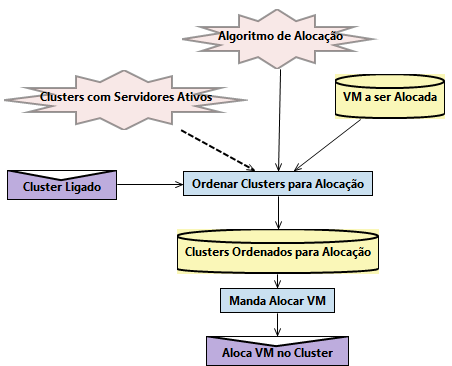 Algoritmo de Alocação
Clusters com Servidores Ativos
VM a ser Alocada
Cluster Ligado
Ordenar Clusters para Alocação
Clusters Ordenados para Alocação
Manda Alocar VM
Aloca VM no Cluster